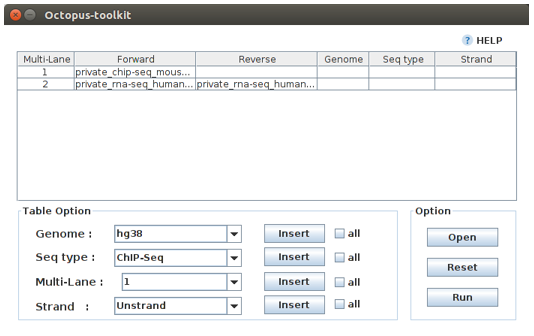 Octopus-toolkit
? HELP
Multi-Lane Forward Reverse Genome Seq type Strand
1 private_chip-seq_mous...
2 private_rna-seq_human... private_rna-seq_human...
Table Option
Genome : hg38 Insert all
Seq type : ChIP-Seq Insert all
Multi-Lane : 1 Insert all
Strand : Unstrand Insert all
Option
Open
Reset
Run